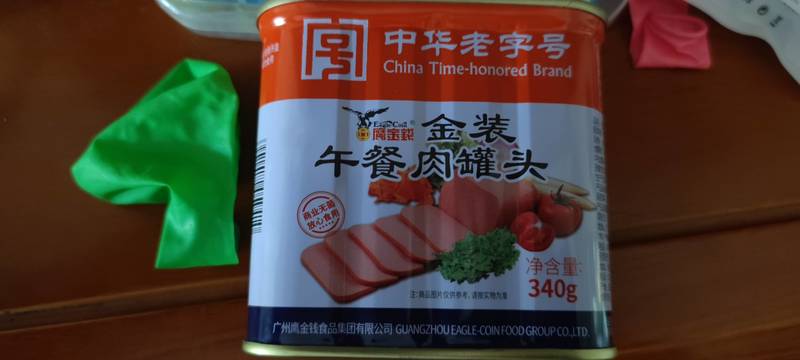 中华老字号
China Time-honored Brand
Eagle Coin®
鹰金钱
金装
午餐肉罐头
商业无菌
放心食用
净含量:
340g
注:商品图片仅供参考,请按实物为准
广州鹰金钱食品集团有限公司 GUANGZHOU EAGLE-COIN FOOD GROUP CO.,LTD.